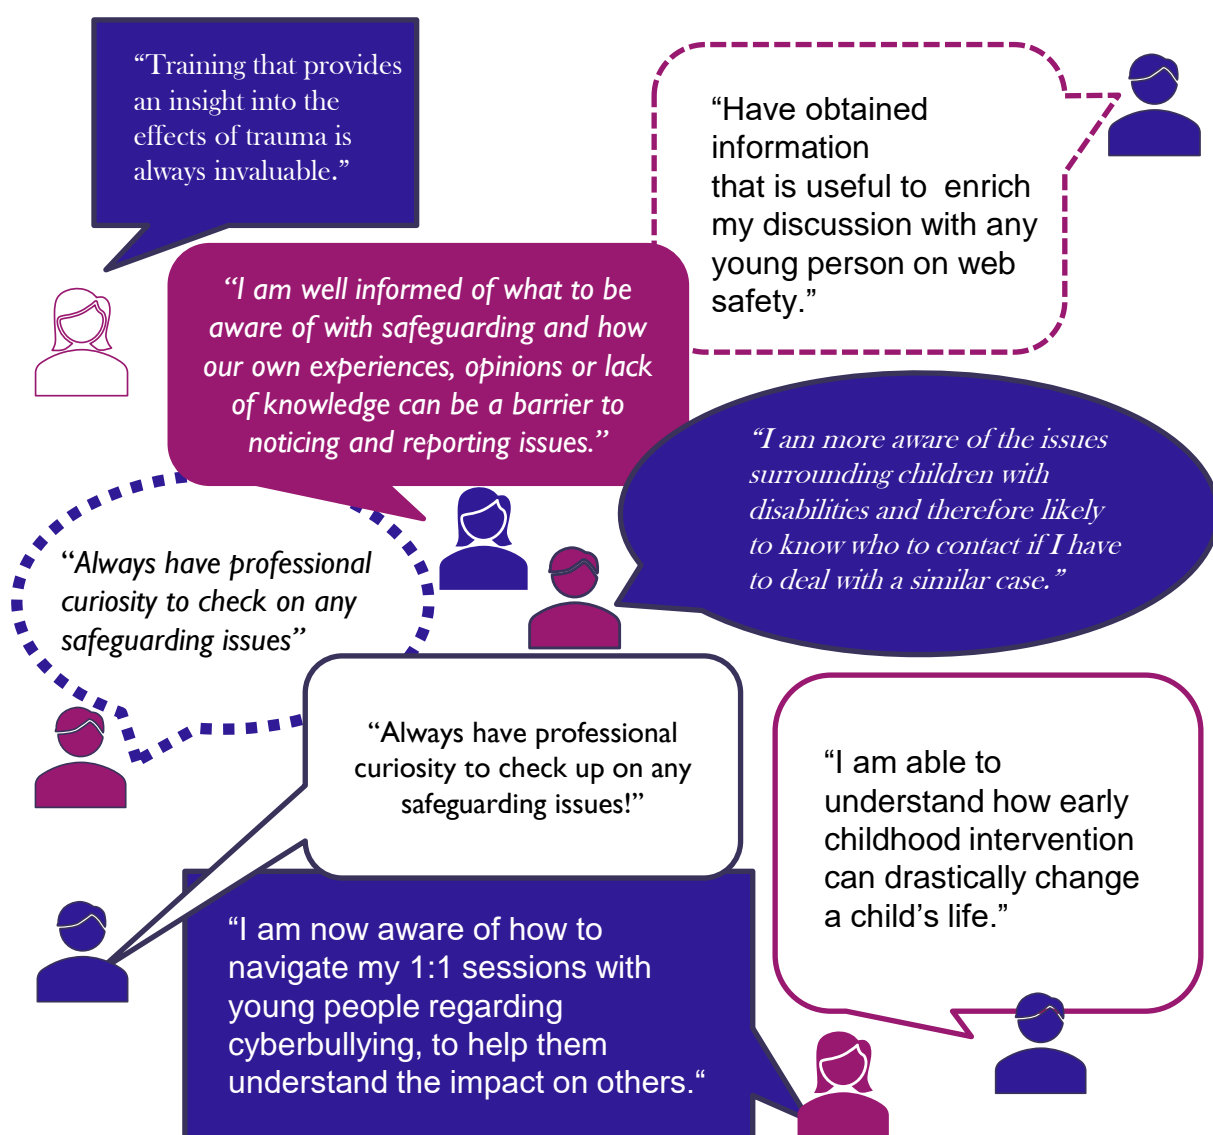 “Training that provides
an insight into the
effects of trauma is
always invaluable.”
“Have obtained
information
that is useful to  enrich
my discussion with any
young person on web
safety.”
“I am well informed of what to be
aware of with safeguarding and how
our own experiences, opinions or lack
of knowledge can be a barrier to
noticing and reporting issues.”
“I am more aware of the issues
surrounding children with
disabilities and therefore likely
to know who to contact if I have
to deal with a similar case.”
“Always have professional
curiosity to check on any
safeguarding issues”
“Always have professional
curiosity to check up on any
safeguarding issues!”
“I am able to
understand how early
childhood intervention
can drastically change
a child’s life.”
“I am now aware of how to
navigate my 1:1 sessions with
young people regarding
cyberbullying, to help them
understand the impact on others.“